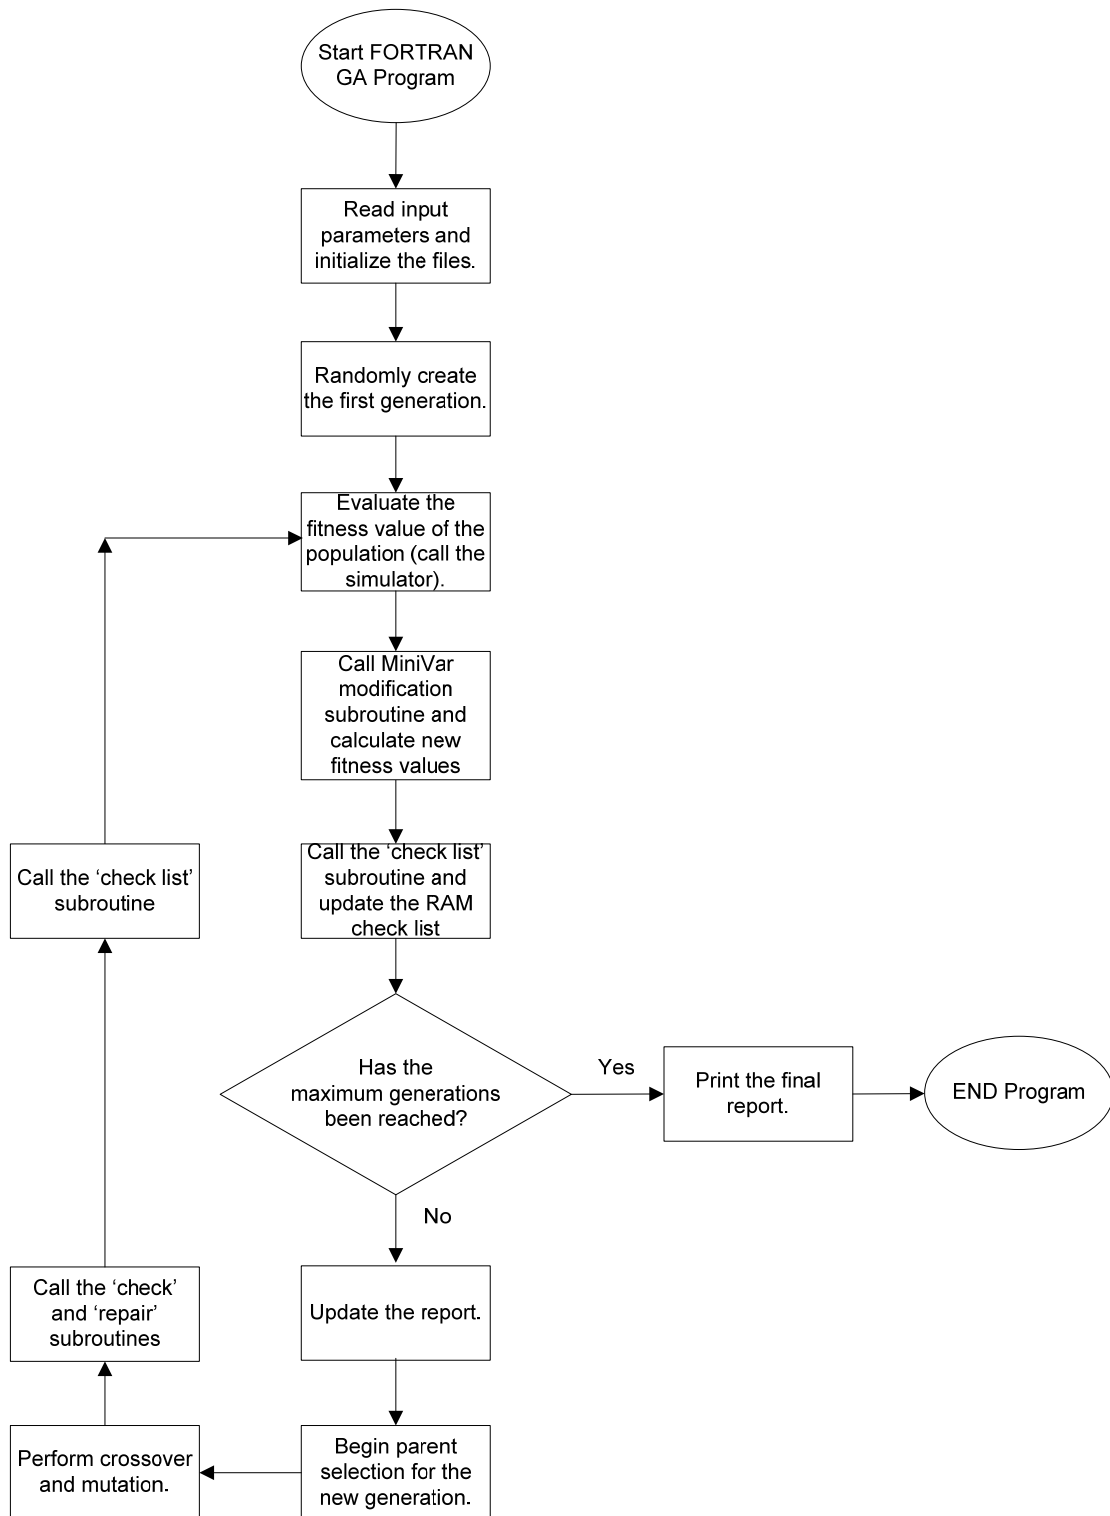 Start FORTRAN
GA Program
Read input
parameters and
initialize the files.
Randomly create
the first generation.
Evaluate the
fitness value of the
population (call the
simulator).
Call MiniVar
modification
subroutine and
calculate new
fitness values
Call the ‘check list’
subroutine and
update the RAM
check list
Call the ‘check list’
subroutine
Has the
maximum generations
been reached?
Yes
Print the final
report.
END Program
No
Update the report.
Call the ‘check’
and ‘repair’
subroutines
Begin parent
selection for the
new generation.
Perform crossover
and mutation.